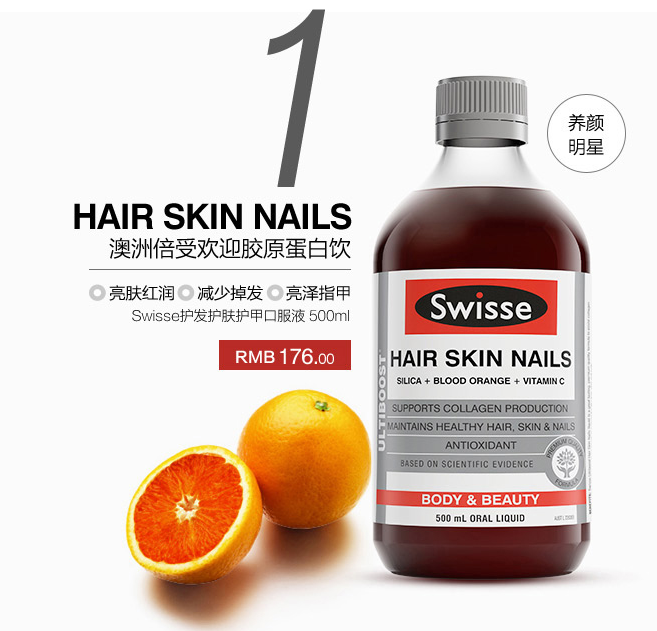 1
养颜
明星
HAIR SKIN NAILS
澳洲倍受欢迎胶原蛋白饮
亮肤红润 减少掉发 亮泽指甲
Swisse护发护肤护甲口服液 500ml
RMB 176.00
Swisse
ULTIBOOST
HAIR SKIN NAILS
SILICA + BLOOD ORANGE + VITAMIN C
SUPPORTS COLLAGEN PRODUCTION
MAINTAINS HEALTHY HAIR, SKIN & NAILS
ANTIOXIDANT
BASED ON SCIENTIFIC EVIDENCE
PREMIUM QUALITY
FORMULA
BODY & BEAUTY
500 mL ORAL LIQUID